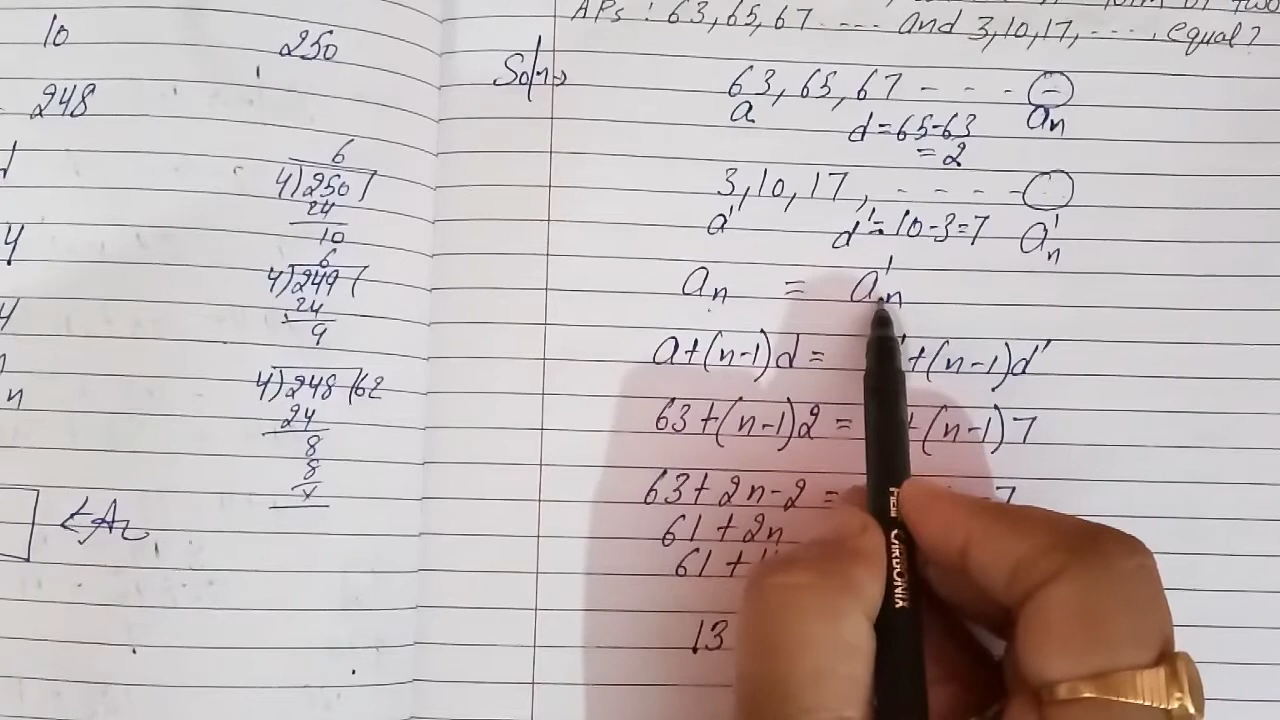 10
250
248
6
4)250(
24
10
6
4)249(
24
9
4)248(62
24
8
8
x
n
APs: 63, 65, 67 ---- and 3, 10, 17, ----, equal?
Soln
63, 65, 67 - - - -
a d = 65-63 an
= 2
3, 10, 17, - - - -
a' d' = 10-3=7 a'n
an = a'n
a+(n-1)d = '+(n-1)d'
63+(n-1)2 = +(n-1)7
63+2n-2 = -7
61+2n
61+
13
CARBONIX